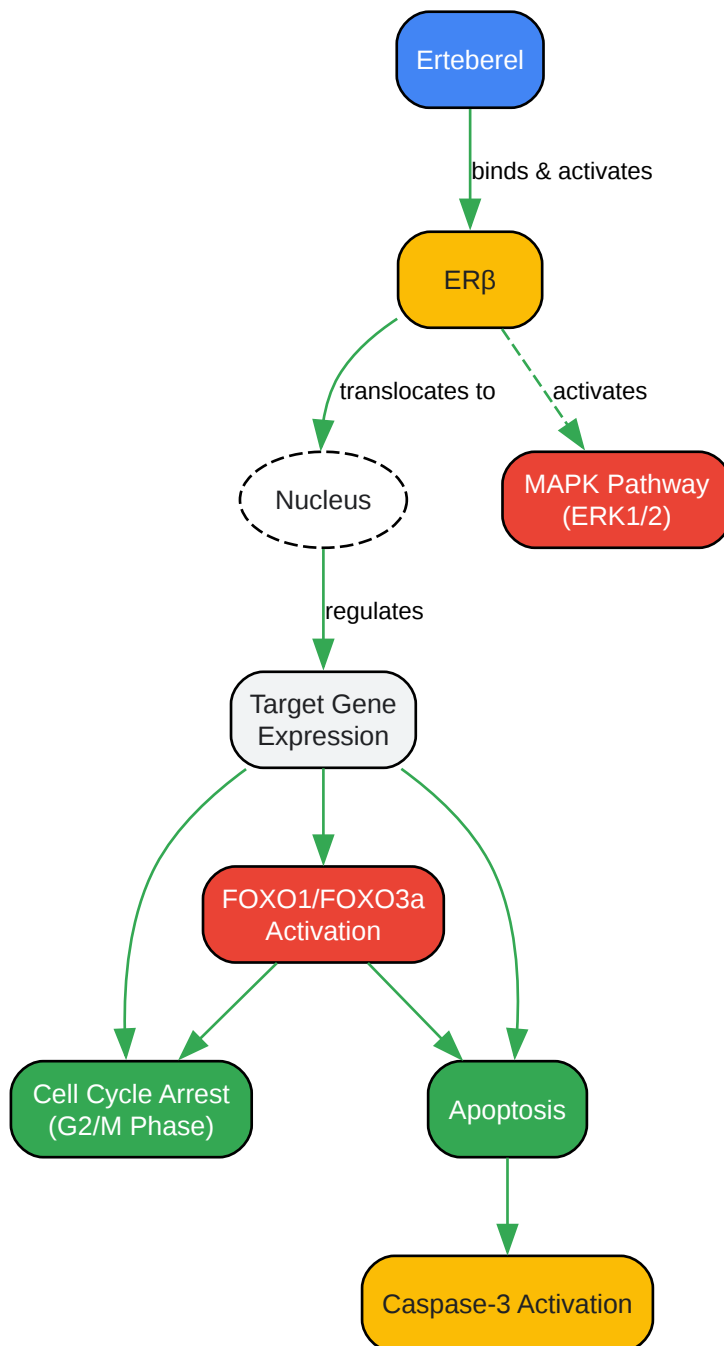 Erteberel
binds & activates
ERβ
translocates to
activates
Nucleus
MAPK Pathway
(ERK1/2)
regulates
Target Gene
Expression
FOXO1/FOXO3a
Activation
Cell Cycle Arrest
(G2/M Phase)
Apoptosis
Caspase-3 Activation